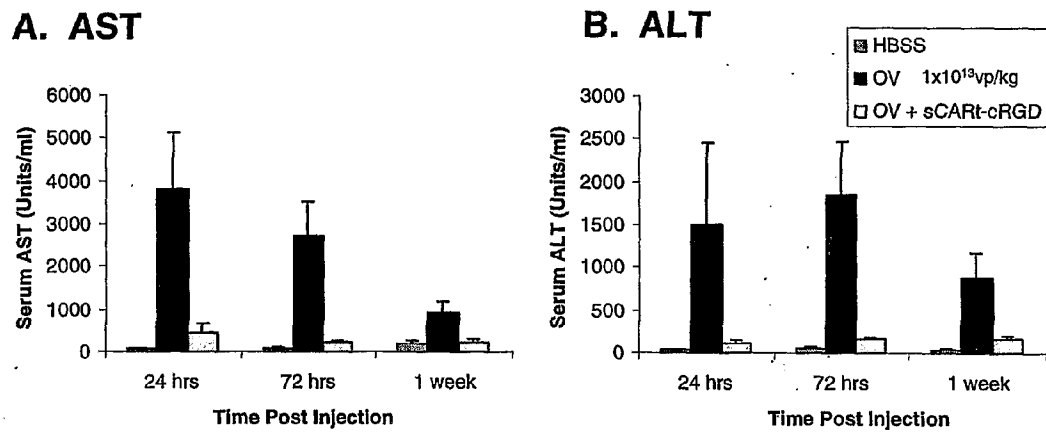 A. AST
Serum AST (Units/ml)
6000
5000
4000
3000
2000
1000
0
24 hrs
72 hrs
1 week
Time Post Injection
B. ALT
HBSS
OV 1x10¹³vp/kg
OV + sCARt-cRGD
Serum ALT (Units/ml)
3000
2500
2000
1500
1000
500
0
24 hrs
72 hrs
1 week
Time Post Injection